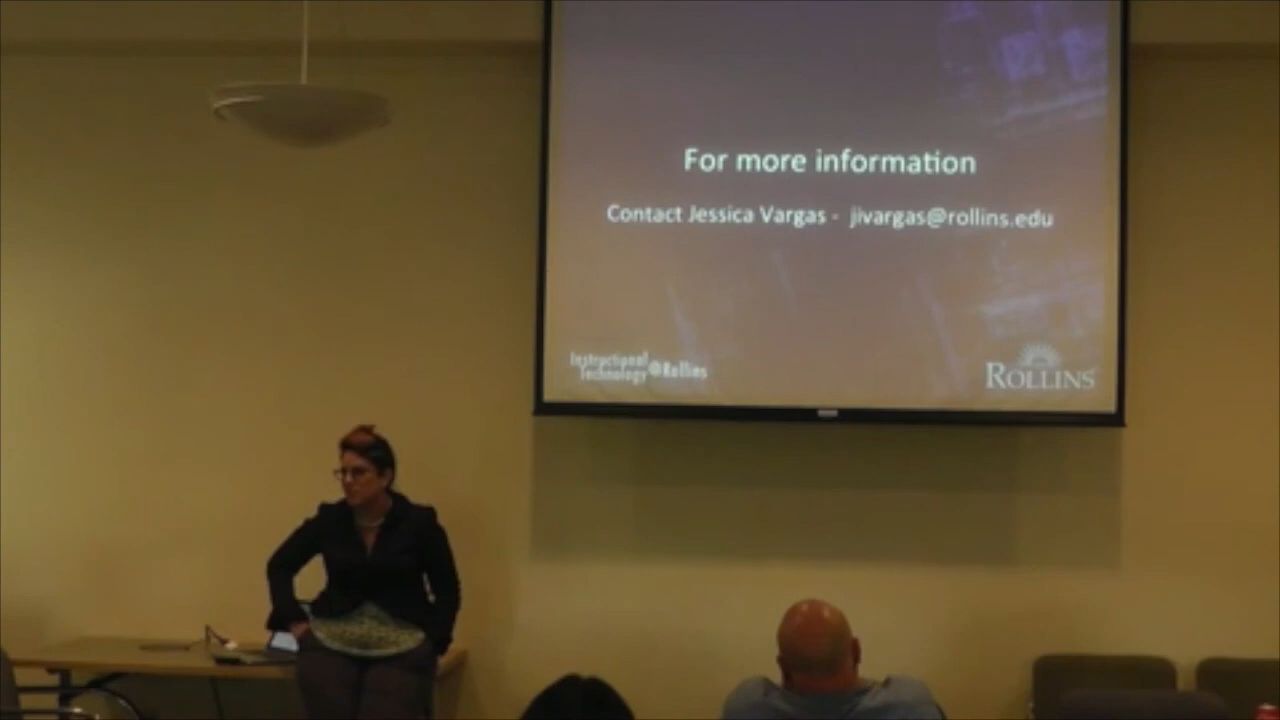 For more information
Contact Jessica Vargas - jivargas@rollins.edu
Instructional
Technology @Rollins
ROLLINS